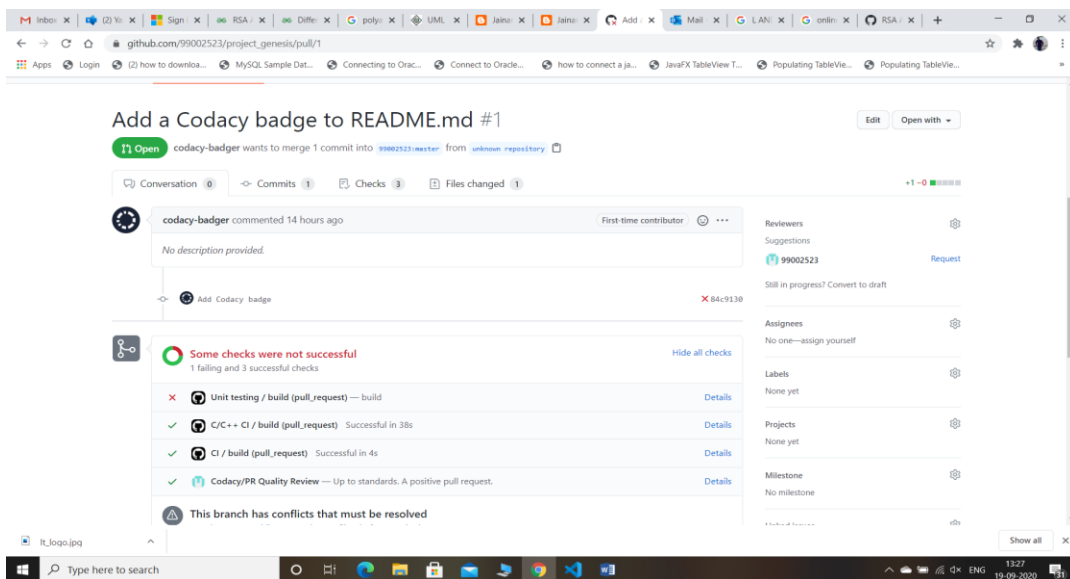 Inbox
(2) Yo
Sign
RSA /
Differ
polya
UML
Jaina
Jaina
Add
Mail
LAN
onlin
RSA /
github.com/99002523/project_genesis/pull/1
Apps
Login
(2) how to downloa...
MySQL Sample Dat...
Connecting to Orac...
Connect to Oracle...
how to connect a ja...
JavaFX TableView T...
Populating TableVie...
Populating TableVie...
Add a Codacy badge to README.md #1
Edit
Open with
Open
codacy-badger wants to merge 1 commit into 99002523:master from unknown repository
Conversation 0
Commits 1
Checks 3
Files changed 1
+1 −0
codacy-badger commented 14 hours ago
First-time contributor
No description provided.
Add Codacy badge
84c9130
Some checks were not successful
1 failing and 3 successful checks
Hide all checks
Unit testing / build (pull_request) — build
Details
C/C++ CI / build (pull_request) Successful in 38s
Details
CI / build (pull_request) Successful in 4s
Details
Codacy/PR Quality Review — Up to standards. A positive pull request.
Details
This branch has conflicts that must be resolved
Reviewers
Suggestions
99002523
Request
Still in progress? Convert to draft
Assignees
No one—assign yourself
Labels
None yet
Projects
None yet
Milestone
No milestone
lt_logo.jpg
Show all
Type here to search
ENG
13:27
19-09-2020